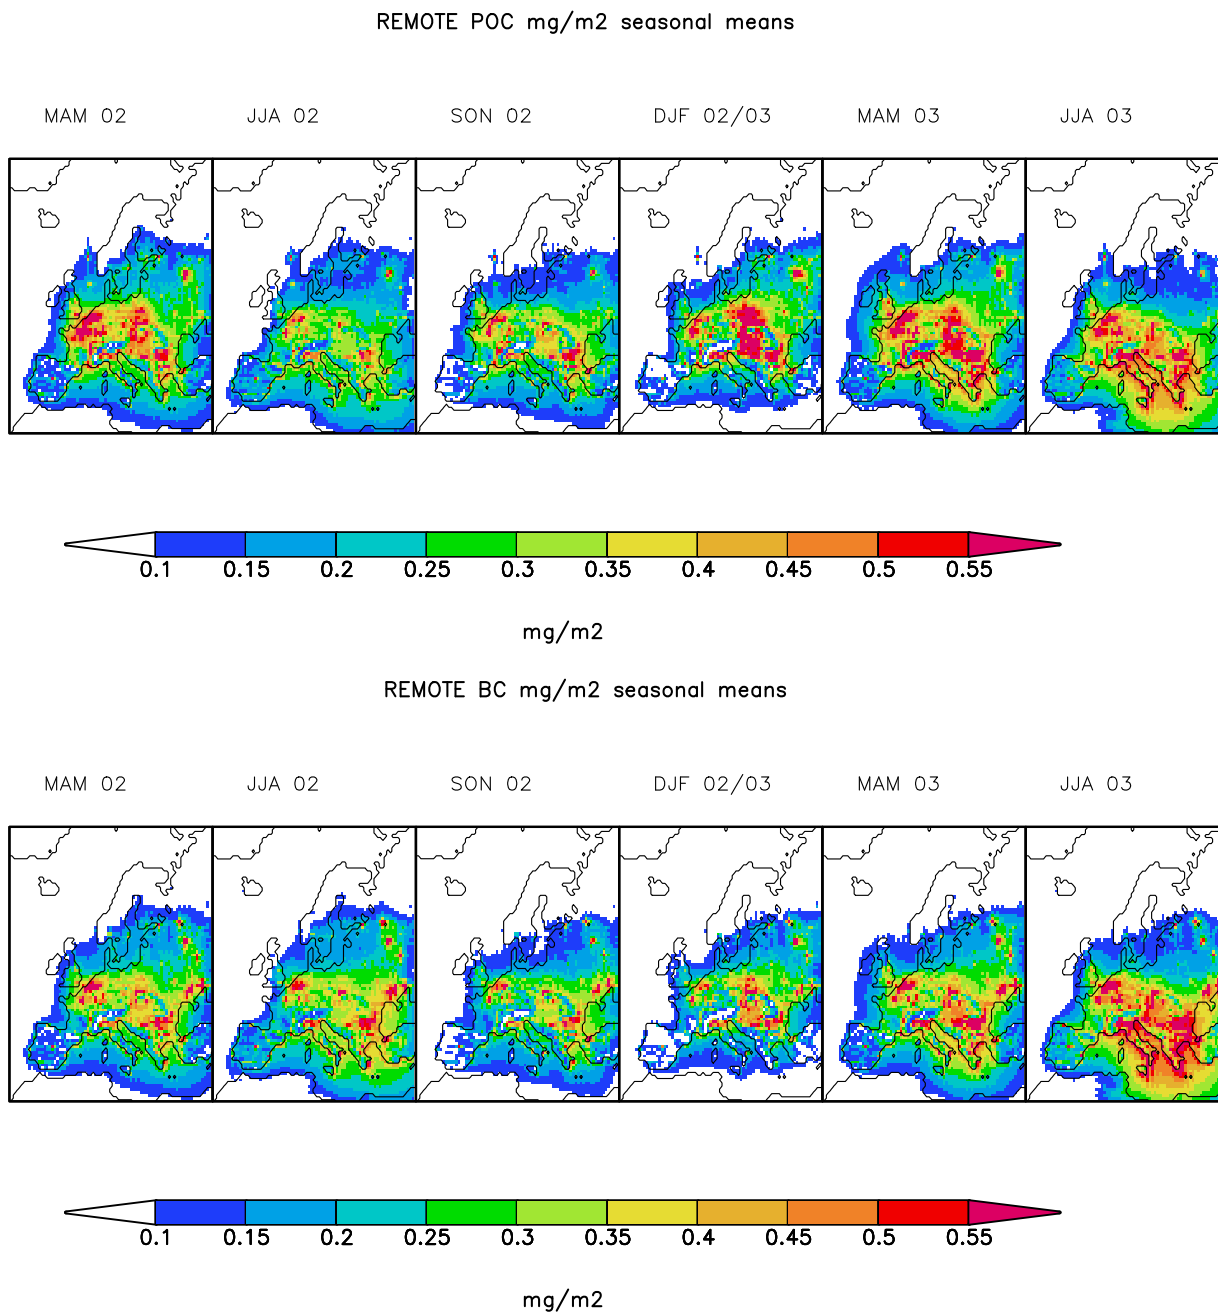 REMOTE POC mg/m2 seasonal means
MAM 02 JJA 02 SON 02 DJF 02/03 MAM 03 JJA 03
0.1 0.15 0.2 0.25 0.3 0.35 0.4 0.45 0.5 0.55
mg/m2
REMOTE BC mg/m2 seasonal means
MAM 02 JJA 02 SON 02 DJF 02/03 MAM 03 JJA 03
0.1 0.15 0.2 0.25 0.3 0.35 0.4 0.45 0.5 0.55
mg/m2